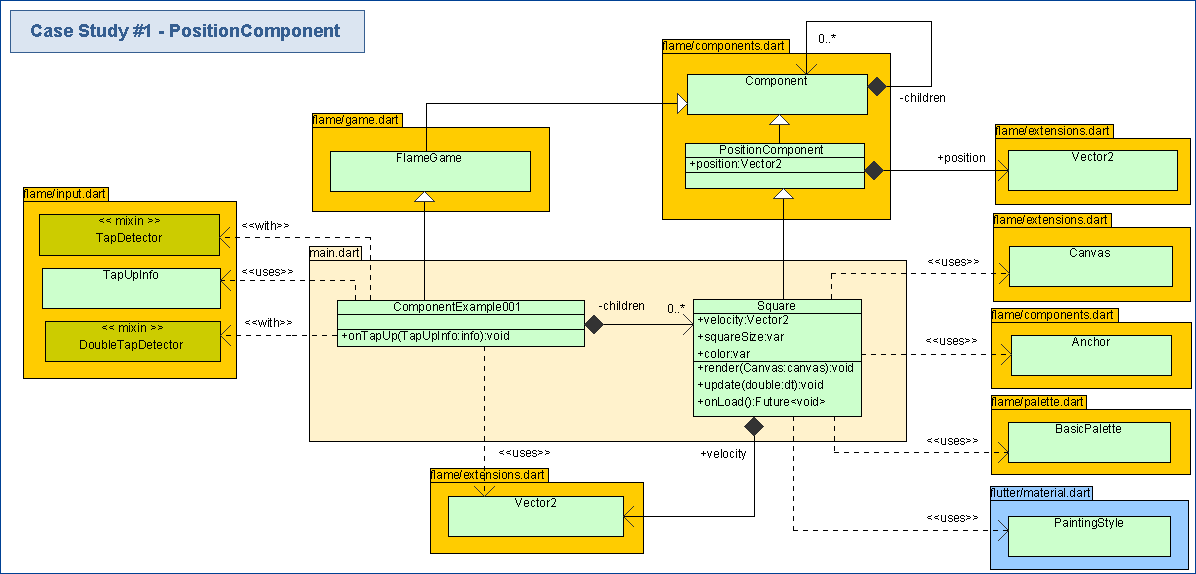 Case Study #1 - PositionComponent
flame/components.dart
0..*
Component
-children
flame/game.dart
FlameGame
PositionComponent
+position:Vector2
+position
flame/extensions.dart
Vector2
flame/input.dart
<< mixin >>
TapDetector
<<with>>
TapUpInfo
<<uses>>
<< mixin >>
DoubleTapDetector
<<with>>
main.dart
ComponentExample001
+onTapUp(TapUpInfo:info):void
-children
0..*
Square
+velocity:Vector2
+squareSize:var
+color:var
+render(Canvas:canvas):void
+update(double:dt):void
+onLoad():Future<void>
flame/extensions.dart
Canvas
<<uses>>
flame/components.dart
Anchor
<<uses>>
flame/palette.dart
BasicPalette
<<uses>>
flutter/material.dart
PaintingStyle
<<uses>>
<<uses>>
+velocity
flame/extensions.dart
Vector2